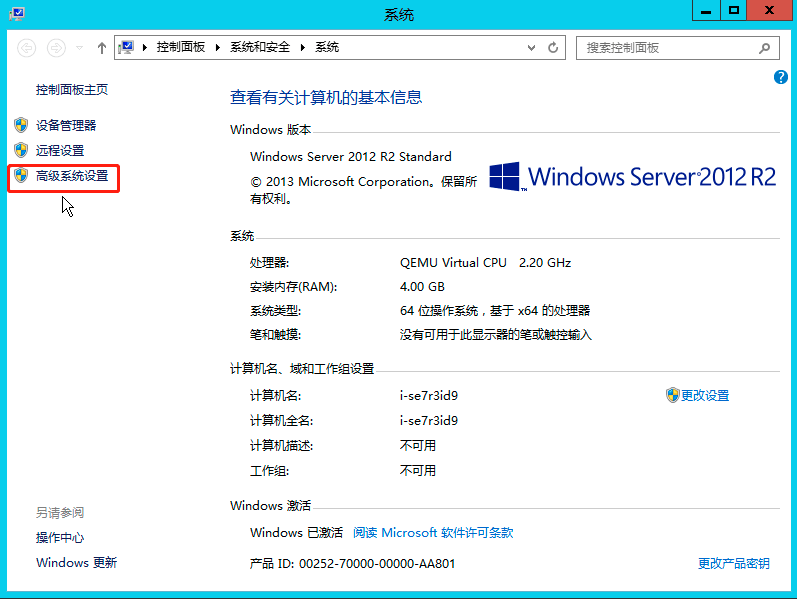 系统
控制面板 系统和安全 系统
搜索控制面板
控制面板主页
设备管理器
远程设置
高级系统设置
查看有关计算机的基本信息
Windows 版本
Windows Server 2012 R2 Standard
© 2013 Microsoft Corporation。保留所
有权利。
Windows Server 2012 R2
系统
处理器: QEMU Virtual CPU 2.20 GHz
安装内存(RAM): 4.00 GB
系统类型: 64 位操作系统，基于 x64 的处理器
笔和触摸: 没有可用于此显示器的笔或触控输入
计算机名、域和工作组设置
计算机名: i-se7r3id9
更改设置
计算机全名: i-se7r3id9
计算机描述: 不可用
工作组: 不可用
Windows 激活
Windows 已激活 阅读 Microsoft 软件许可条款
产品 ID: 00252-70000-00000-AA801
更改产品密钥
另请参阅
操作中心
Windows 更新